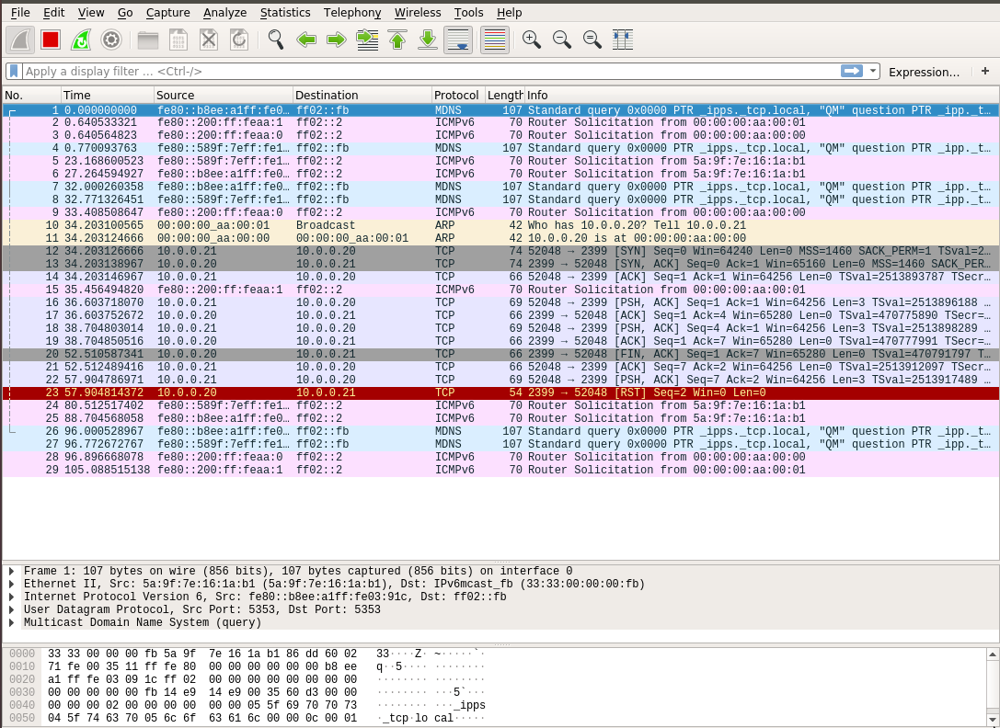 File Edit View Go Capture Analyze Statistics Telephony Wireless Tools Help
Apply a display filter … <Ctrl-/> Expression… +
No. Time Source Destination Protocol Length Info
1 0.000000000 fe80::b8ee:a1ff:fe0… ff02::fb MDNS 107 Standard query 0x0000 PTR _ipps._tcp.local, "QM" question PTR _ipp._t…
2 0.640533321 fe80::200:ff:feaa:1 ff02::2 ICMPv6 70 Router Solicitation from 00:00:00:aa:00:01
3 0.640564823 fe80::200:ff:feaa:0 ff02::2 ICMPv6 70 Router Solicitation from 00:00:00:aa:00:00
4 0.770093763 fe80::589f:7eff:fe1… ff02::fb MDNS 107 Standard query 0x0000 PTR _ipps._tcp.local, "QM" question PTR _ipp._t…
5 23.168600523 fe80::589f:7eff:fe1… ff02::2 ICMPv6 70 Router Solicitation from 5a:9f:7e:16:1a:b1
6 27.264594927 fe80::b8ee:a1ff:fe0… ff02::2 ICMPv6 70 Router Solicitation from 5a:9f:7e:16:1a:b1
7 32.000260358 fe80::b8ee:a1ff:fe0… ff02::fb MDNS 107 Standard query 0x0000 PTR _ipps._tcp.local, "QM" question PTR _ipp._t…
8 32.771326451 fe80::589f:7eff:fe1… ff02::fb MDNS 107 Standard query 0x0000 PTR _ipps._tcp.local, "QM" question PTR _ipp._t…
9 33.408508647 fe80::200:ff:feaa:0 ff02::2 ICMPv6 70 Router Solicitation from 00:00:00:aa:00:00
10 34.203100565 00:00:00_aa:00:01 Broadcast ARP 42 Who has 10.0.0.20? Tell 10.0.0.21
11 34.203124666 00:00:00_aa:00:00 00:00:00_aa:00:01 ARP 42 10.0.0.20 is at 00:00:00:aa:00:00
12 34.203126666 10.0.0.21 10.0.0.20 TCP 74 52048 → 2399 [SYN] Seq=0 Win=64240 Len=0 MSS=1460 SACK_PERM=1 TSval=2…
13 34.203138967 10.0.0.20 10.0.0.21 TCP 74 2399 → 52048 [SYN, ACK] Seq=0 Ack=1 Win=65160 Len=0 MSS=1460 SACK_PER…
14 34.203146967 10.0.0.21 10.0.0.20 TCP 66 52048 → 2399 [ACK] Seq=1 Ack=1 Win=64256 Len=0 TSval=2513893787 TSecr…
15 35.456494820 fe80::200:ff:feaa:1 ff02::2 ICMPv6 70 Router Solicitation from 00:00:00:aa:00:01
16 36.603718070 10.0.0.21 10.0.0.20 TCP 69 52048 → 2399 [PSH, ACK] Seq=1 Ack=1 Win=64256 Len=3 TSval=2513896188 …
17 36.603752672 10.0.0.20 10.0.0.21 TCP 66 2399 → 52048 [ACK] Seq=1 Ack=4 Win=65280 Len=0 TSval=470775890 TSecr=…
18 38.704803014 10.0.0.21 10.0.0.20 TCP 69 52048 → 2399 [PSH, ACK] Seq=4 Ack=1 Win=64256 Len=3 TSval=2513898289 …
19 38.704850516 10.0.0.20 10.0.0.21 TCP 66 2399 → 52048 [ACK] Seq=1 Ack=7 Win=65280 Len=0 TSval=470777991 TSecr=…
20 52.510587341 10.0.0.20 10.0.0.21 TCP 66 2399 → 52048 [FIN, ACK] Seq=1 Ack=7 Win=65280 Len=0 TSval=470791797 T…
21 52.512489416 10.0.0.21 10.0.0.20 TCP 66 52048 → 2399 [ACK] Seq=7 Ack=2 Win=64256 Len=0 TSval=2513912097 TSecr…
22 57.904786971 10.0.0.21 10.0.0.20 TCP 69 52048 → 2399 [PSH, ACK] Seq=7 Ack=2 Win=64256 Len=3 TSval=2513917489 …
23 57.904814372 10.0.0.20 10.0.0.21 TCP 54 2399 → 52048 [RST] Seq=2 Win=0 Len=0
24 80.512517402 fe80::589f:7eff:fe1… ff02::2 ICMPv6 70 Router Solicitation from 5a:9f:7e:16:1a:b1
25 88.704568058 fe80::b8ee:a1ff:fe0… ff02::2 ICMPv6 70 Router Solicitation from 5a:9f:7e:16:1a:b1
26 96.000528967 fe80::b8ee:a1ff:fe0… ff02::fb MDNS 107 Standard query 0x0000 PTR _ipps._tcp.local, "QM" question PTR _ipp._t…
27 96.772672767 fe80::589f:7eff:fe1… ff02::fb MDNS 107 Standard query 0x0000 PTR _ipps._tcp.local, "QM" question PTR _ipp._t…
28 96.896668078 fe80::200:ff:feaa:0 ff02::2 ICMPv6 70 Router Solicitation from 00:00:00:aa:00:00
29 105.088515138 fe80::200:ff:feaa:1 ff02::2 ICMPv6 70 Router Solicitation from 00:00:00:aa:00:01
Frame 1: 107 bytes on wire (856 bits), 107 bytes captured (856 bits) on interface 0
Ethernet II, Src: 5a:9f:7e:16:1a:b1 (5a:9f:7e:16:1a:b1), Dst: IPv6mcast_fb (33:33:00:00:00:fb)
Internet Protocol Version 6, Src: fe80::b8ee:a1ff:fe03:91c, Dst: ff02::fb
User Datagram Protocol, Src Port: 5353, Dst Port: 5353
Multicast Domain Name System (query)
0000 33 33 00 00 00 fb 5a 9f 7e 16 1a b1 86 dd 60 02 33····Z· ~·····`·
0010 71 fe 00 35 11 ff fe 80 00 00 00 00 00 00 b8 ee q··5···· ········
0020 a1 ff fe 03 09 1c ff 02 00 00 00 00 00 00 00 00 ········ ········
0030 00 00 00 00 00 fb 14 e9 14 e9 00 35 60 d3 00 00 ········ ···5`···
0040 00 00 00 02 00 00 00 00 00 00 05 5f 69 70 70 73 ········ ···_ipps
0050 04 5f 74 63 70 05 6c 6f 63 61 6c 00 00 0c 00 01 ·_tcp·lo cal·····